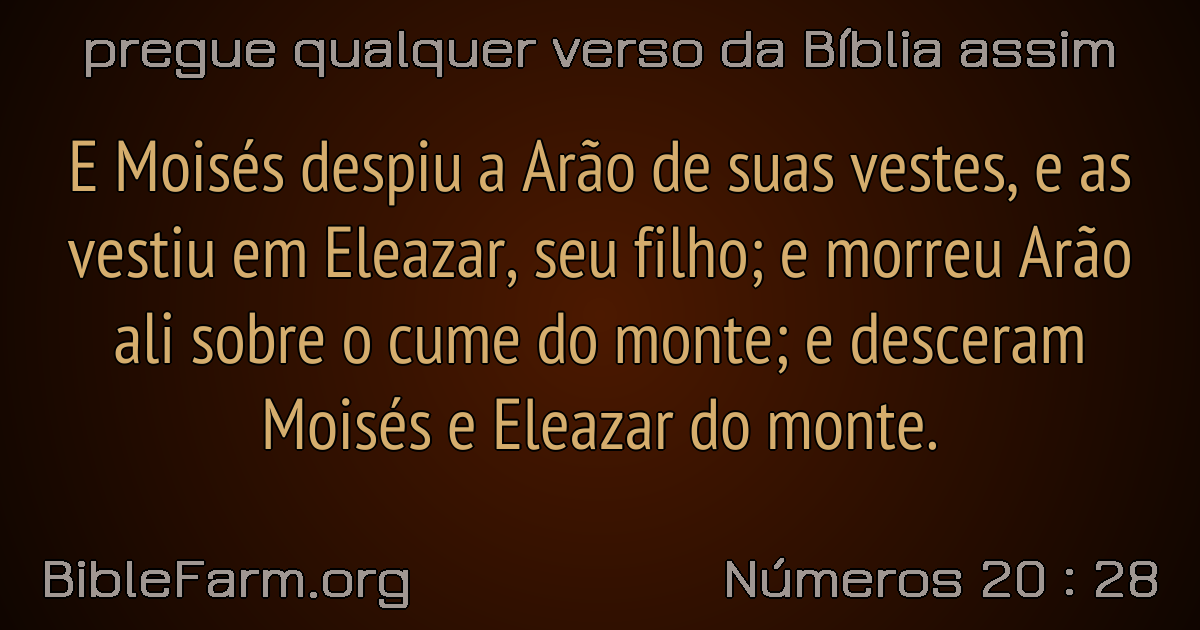 pregue qualquer verso da Bíblia assim
E Moisés despiu a Arão de suas vestes, e as
vestiu em Eleazar, seu filho; e morreu Arão
ali sobre o cume do monte; e desceram
Moisés e Eleazar do monte.
BibleFarm.org
Números 20 : 28